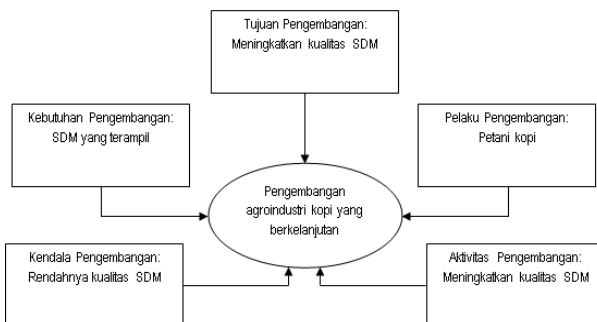 Tujuan Pengembangan:
Meningkatkan kualitas SDM
Kebutuhan Pengembangan:
SDM yang terampil
Pelaku Pengembangan:
Petani kopi
Pengembangan
agroindustri kopi yang
berkelanjutan
Kendala Pengembangan:
Rendahnya kualitas SDM
Aktivitas Pengembangan:
Meningkatkan kualitas SDM